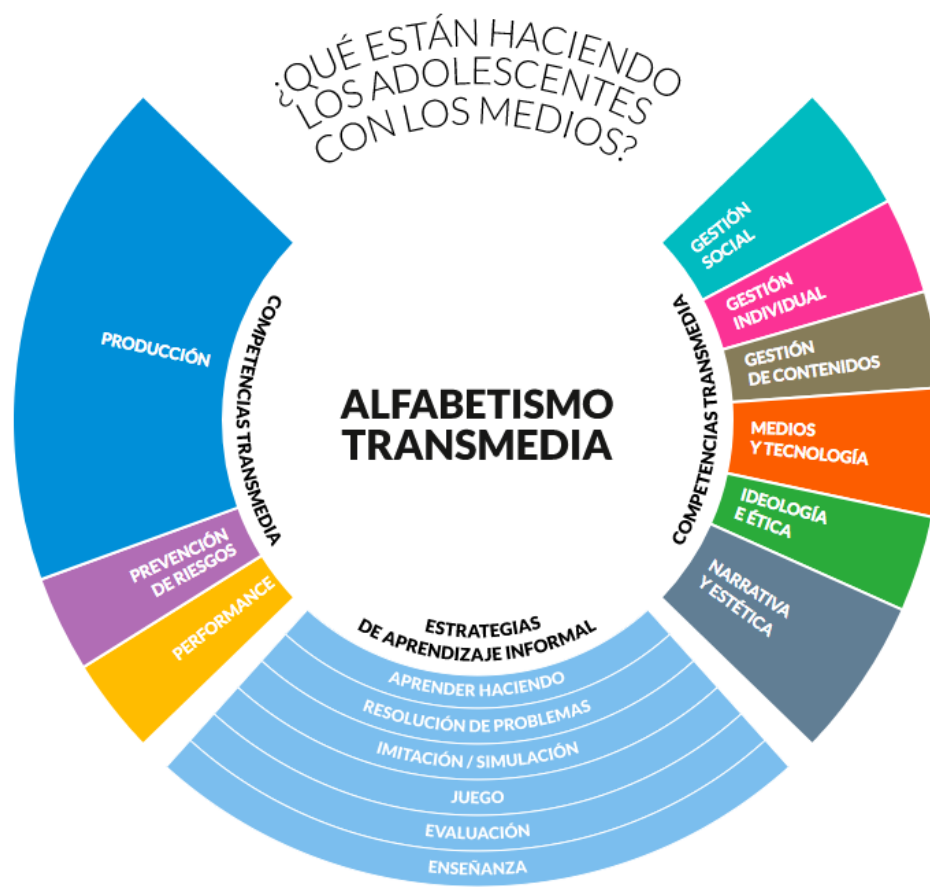 ¿QUÉ ESTÁN HACIENDO
LOS ADOLESCENTES
CON LOS MEDIOS?
COMPETENCIAS TRANSMEDIA
PRODUCCIÓN
PREVENCIÓN
DE RIESGOS
PERFORMANCE
ALFABETISMO
TRANSMEDIA
COMPETENCIAS TRANSMEDIA
GESTIÓN
SOCIAL
GESTIÓN
INDIVIDUAL
GESTIÓN
DE CONTENIDOS
MEDIOS
Y TECNOLOGÍA
IDEOLOGÍA
E ÉTICA
NARRATIVA
Y ESTÉTICA
ESTRATEGIAS
DE APRENDIZAJE INFORMAL
APRENDER HACIENDO
RESOLUCIÓN DE PROBLEMAS
IMITACIÓN / SIMULACIÓN
JUEGO
EVALUACIÓN
ENSEÑANZA